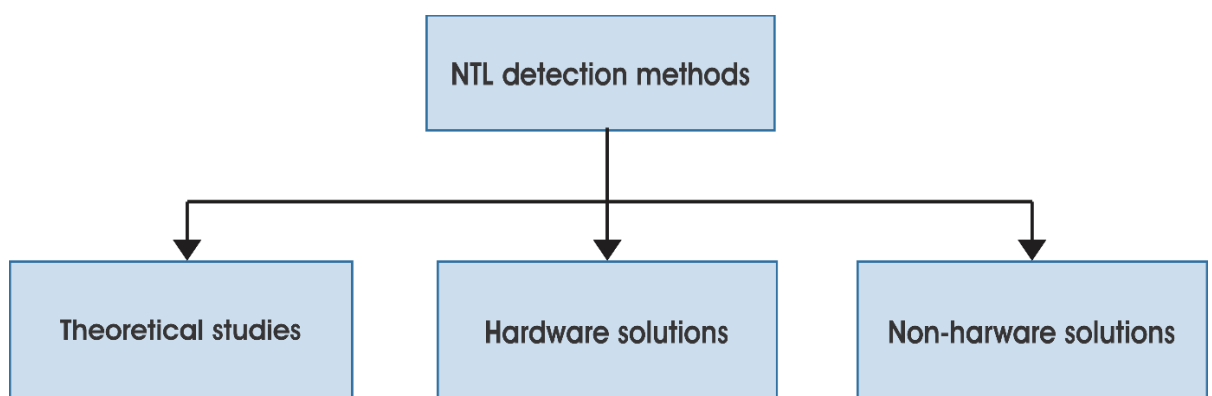 NTL detection methods
Theoretical studies
Hardware solutions
Non-harware solutions